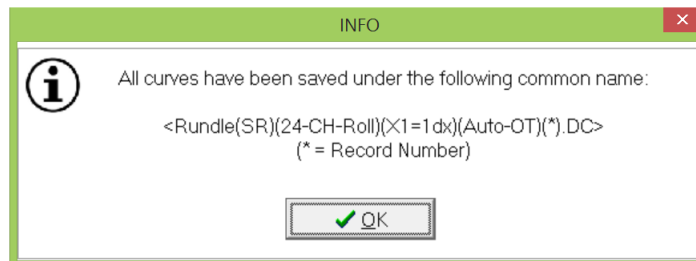 INFO
All curves have been saved under the following common name:
<Rundle(SR)(24-CH-Roll)(X1=1dx)(Auto-OT)(*).DC>
(* = Record Number)
OK